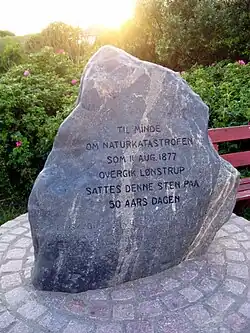 TIL MINDE
OM NATURKATASTROFEN
SOM 11 AUG. 1877
OVERGIK LØNSTRUP
SATTES DENNE STEN PAA
50 AARS DAGEN